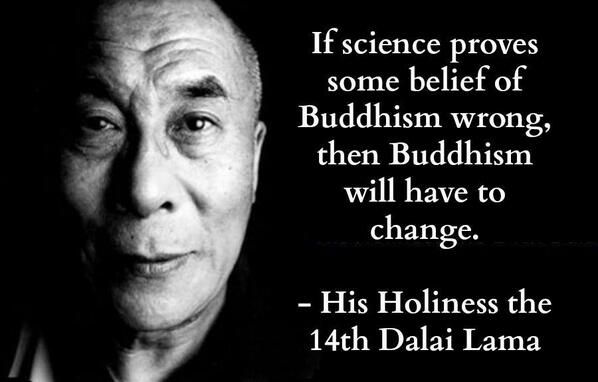 If science proves
some belief of
Buddhism wrong,
then Buddhism
will have to
change.
- His Holiness the
14th Dalai Lama